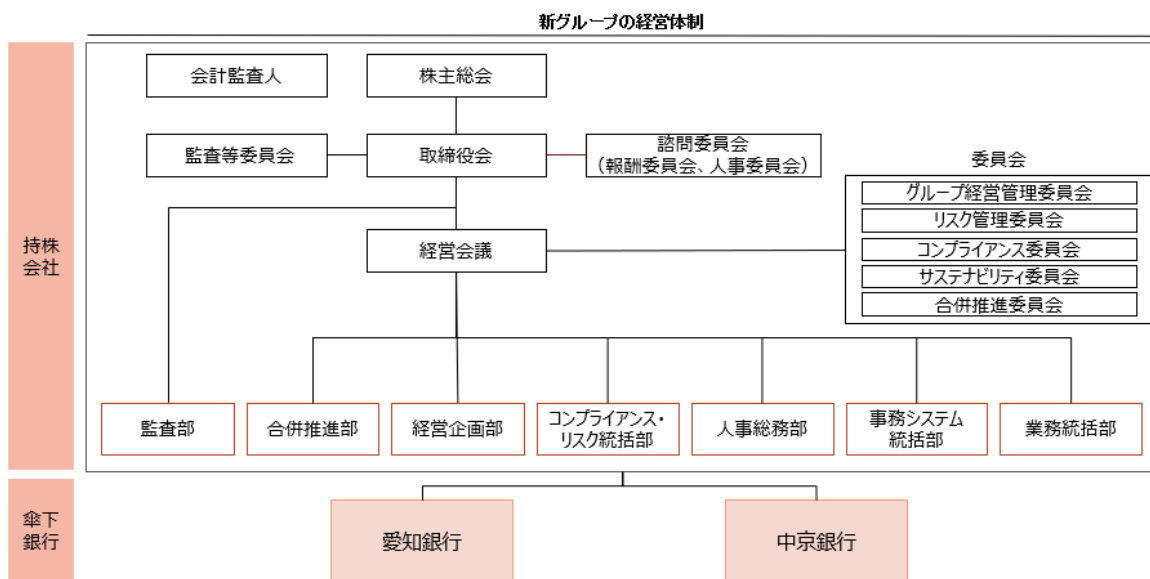 新グループの経営体制
持株
会社
会計監査人
株主総会
監査等委員会
取締役会
諮問委員会
（報酬委員会、人事委員会）
委員会
グループ経営管理委員会
リスク管理委員会
コンプライアンス委員会
サステナビリティ委員会
合併推進委員会
経営会議
監査部
合併推進部
経営企画部
コンプライアンス・
リスク統括部
人事総務部
事務システム
統括部
業務統括部
傘下
銀行
愛知銀行
中京銀行